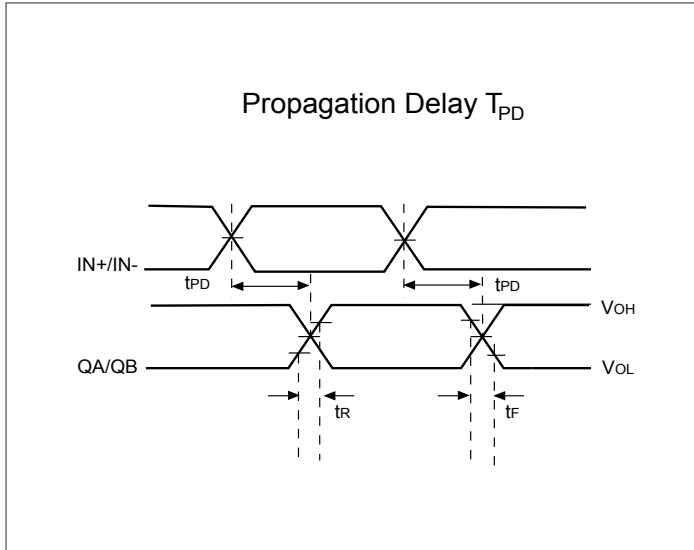 Propagation Delay TPD
IN+/IN-
tPD
tPD
VOH
QA/QB
VOL
tR
tF